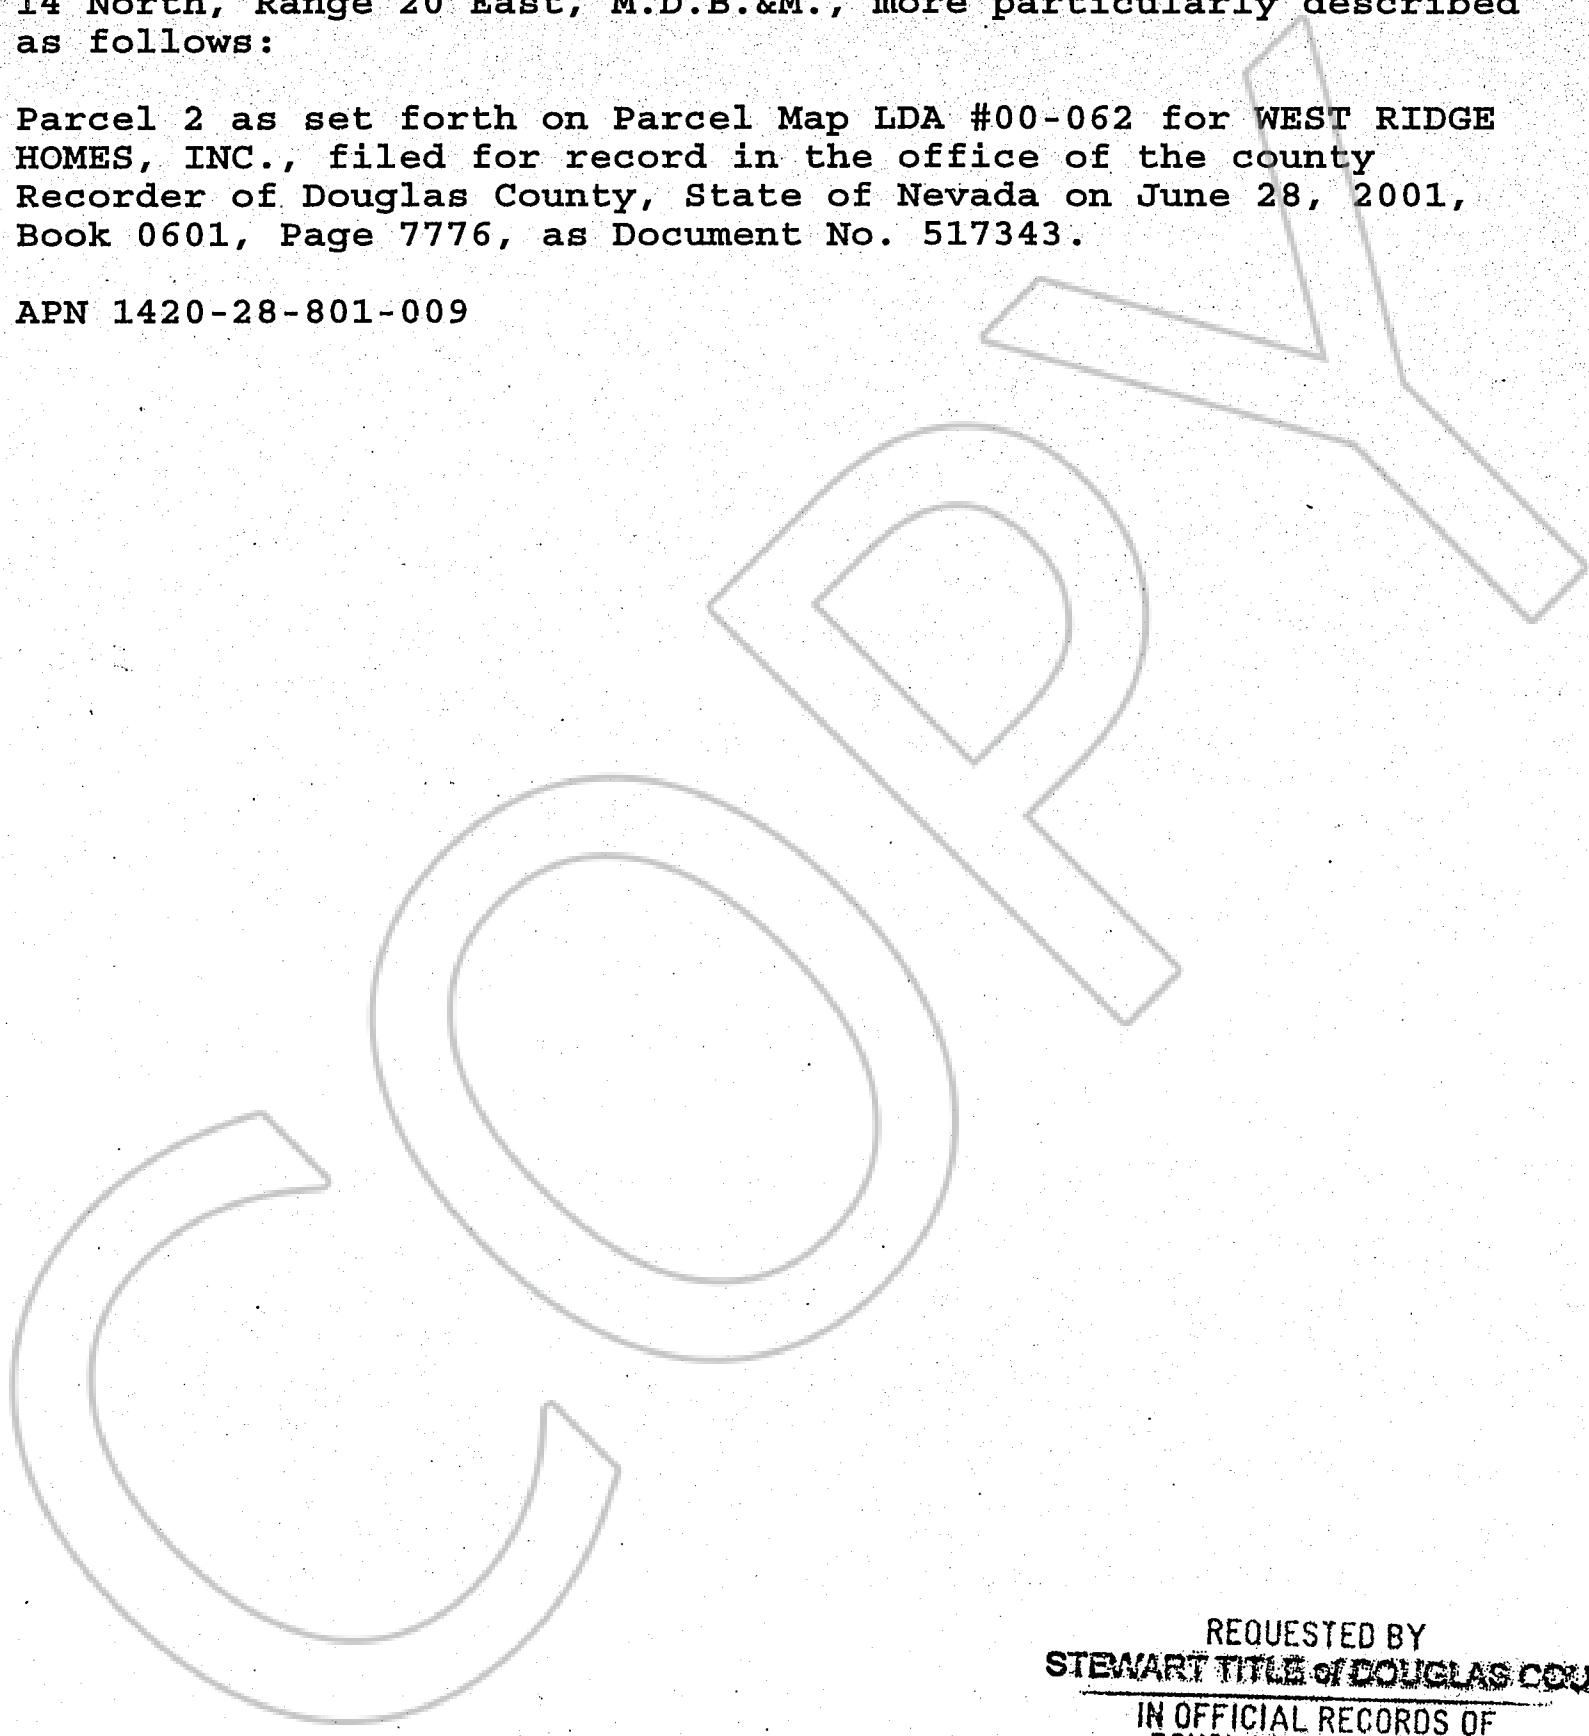 14 North, Range 20 East, M.D.B.&M., more particularly described
as follows:
Parcel 2 as set forth on Parcel Map LDA #00-062 for WEST RIDGE
HOMES, INC., filed for record in the office of the county
Recorder of Douglas County, State of Nevada on June 28, 2001,
Book 0601, Page 7776, as Document No. 517343.
APN 1420-28-801-009
COPY
REQUESTED BY
STEWART TITLE of DOUGLAS COU
IN OFFICIAL RECORDS OF